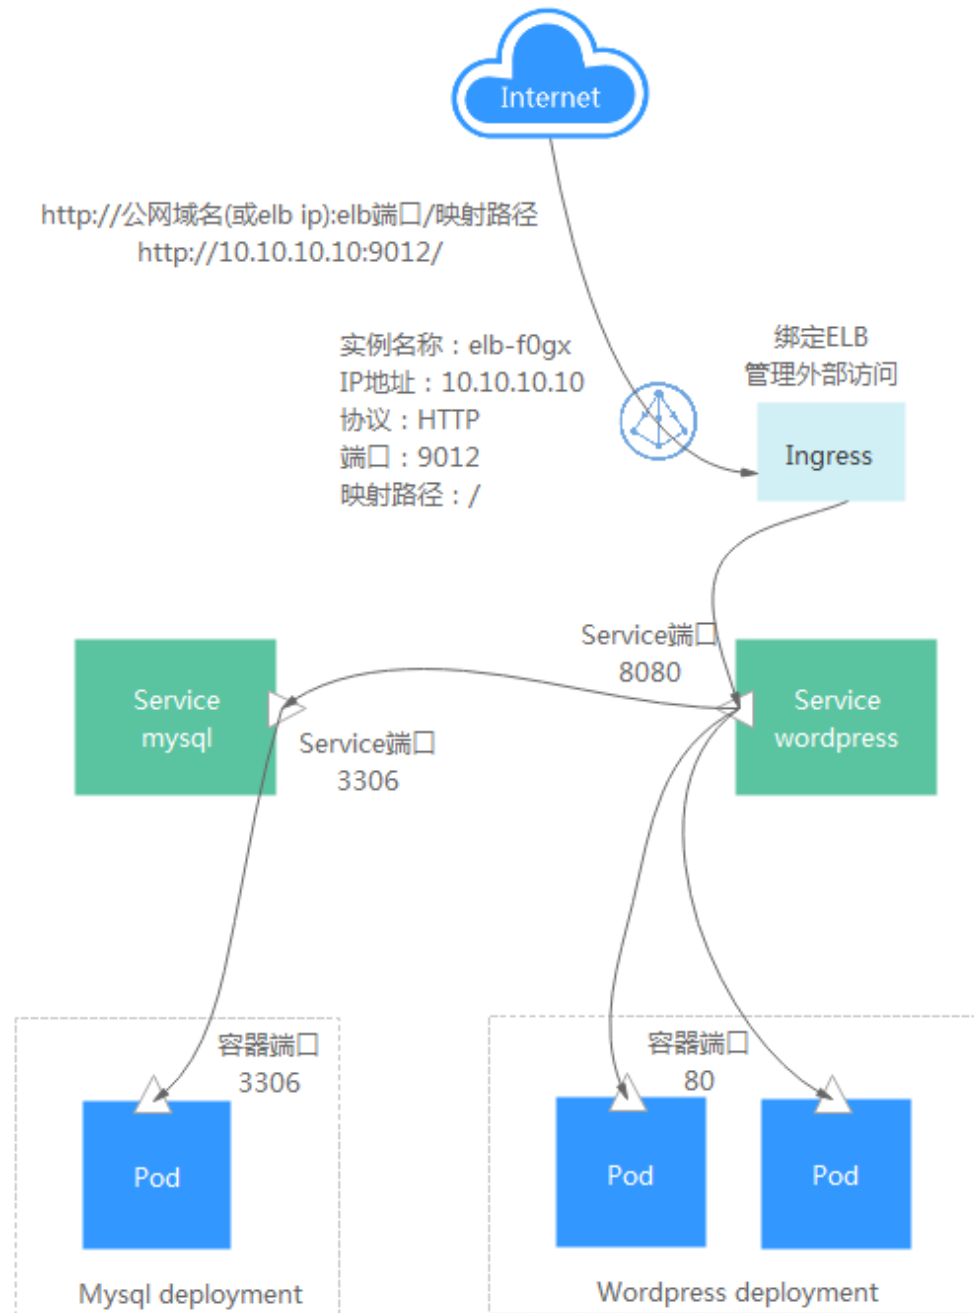 Internet
http://公网域名(或elb ip):elb端口/映射路径
http://10.10.10.10:9012/
实例名称：elb-f0gx
IP地址：10.10.10.10
协议：HTTP
端口：9012
映射路径：/
绑定ELB
管理外部访问
Ingress
Service端口
8080
Service
mysql
Service
wordpress
Service端口
3306
容器端口
3306
容器端口
80
Pod
Pod
Pod
Mysql deployment
Wordpress deployment